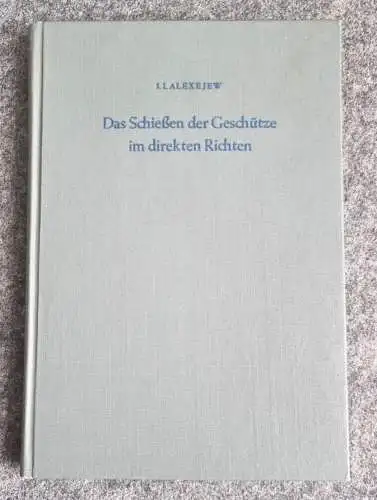 I. I. ALEXEJEW
Das Schießen der Geschütze
im direkten Richten